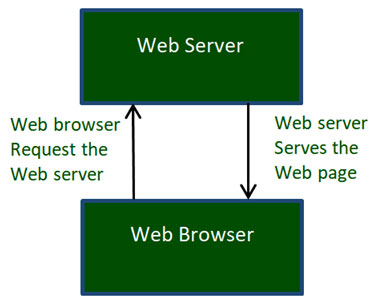 Web Server
Web browser
Request the
Web server
Web server
Serves the
Web page
Web Browser